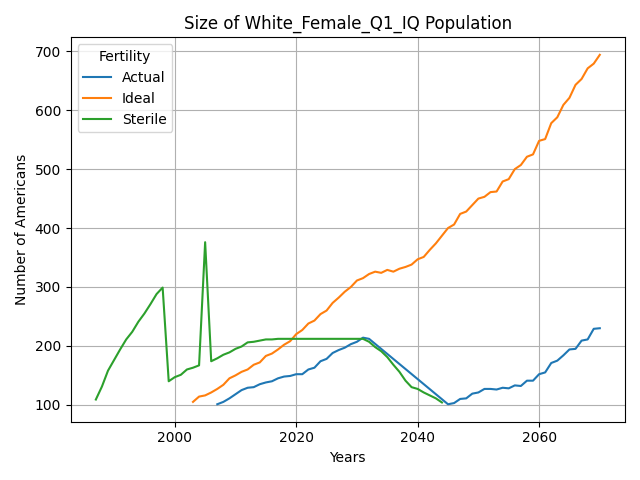 Size of White_Female_Q1_IQ Population
Fertility
Actual
Ideal
Sterile
Number of Americans
700
600
500
400
300
200
100
2000
2020
2040
2060
Years